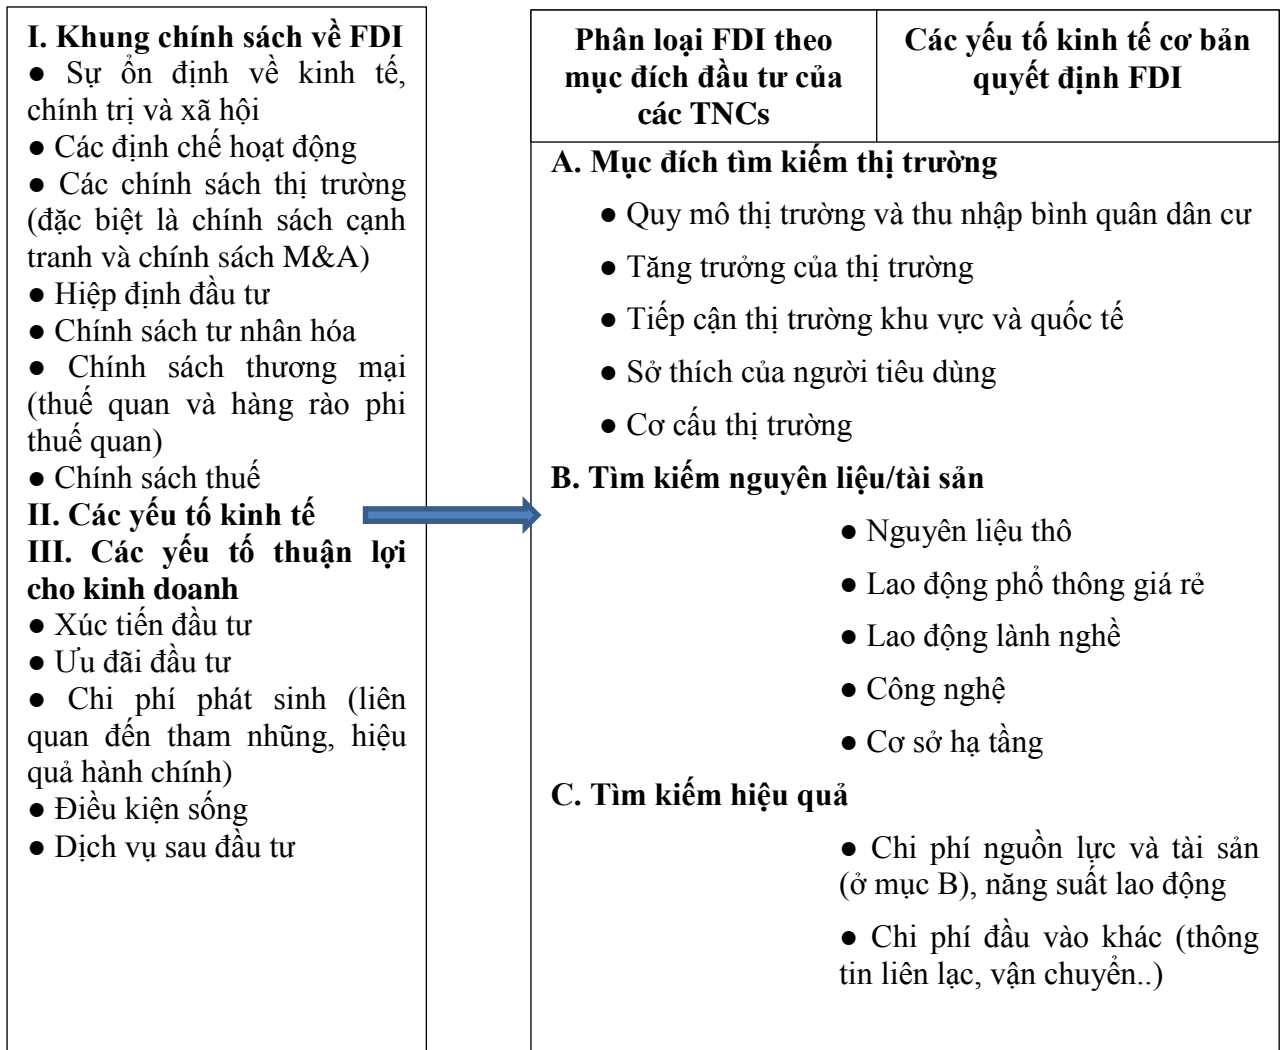 I. Khung chính sách về FDI
● Sự ổn định về kinh tế,
chính trị và xã hội
● Các định chế hoạt động
● Các chính sách thị trường
(đặc biệt là chính sách cạnh
tranh và chính sách M&A)
● Hiệp định đầu tư
● Chính sách tư nhân hóa
● Chính sách thương mại
(thuế quan và hàng rào phi
thuế quan)
● Chính sách thuế
II. Các yếu tố kinh tế
III. Các yếu tố thuận lợi
cho kinh doanh
● Xúc tiến đầu tư
● Ưu đãi đầu tư
● Chi phí phát sinh (liên
quan đến tham nhũng, hiệu
quả hành chính)
● Điều kiện sống
● Dịch vụ sau đầu tư
Phân loại FDI theo
mục đích đầu tư của
các TNCs
Các yếu tố kinh tế cơ bản
quyết định FDI
A. Mục đích tìm kiếm thị trường
● Quy mô thị trường và thu nhập bình quân dân cư
● Tăng trưởng của thị trường
● Tiếp cận thị trường khu vực và quốc tế
● Sở thích của người tiêu dùng
● Cơ cấu thị trường
B. Tìm kiếm nguyên liệu/tài sản
● Nguyên liệu thô
● Lao động phổ thông giá rẻ
● Lao động lành nghề
● Công nghệ
● Cơ sở hạ tầng
C. Tìm kiếm hiệu quả
● Chi phí nguồn lực và tài sản
(ở mục B), năng suất lao động
● Chi phí đầu vào khác (thông
tin liên lạc, vận chuyển..)